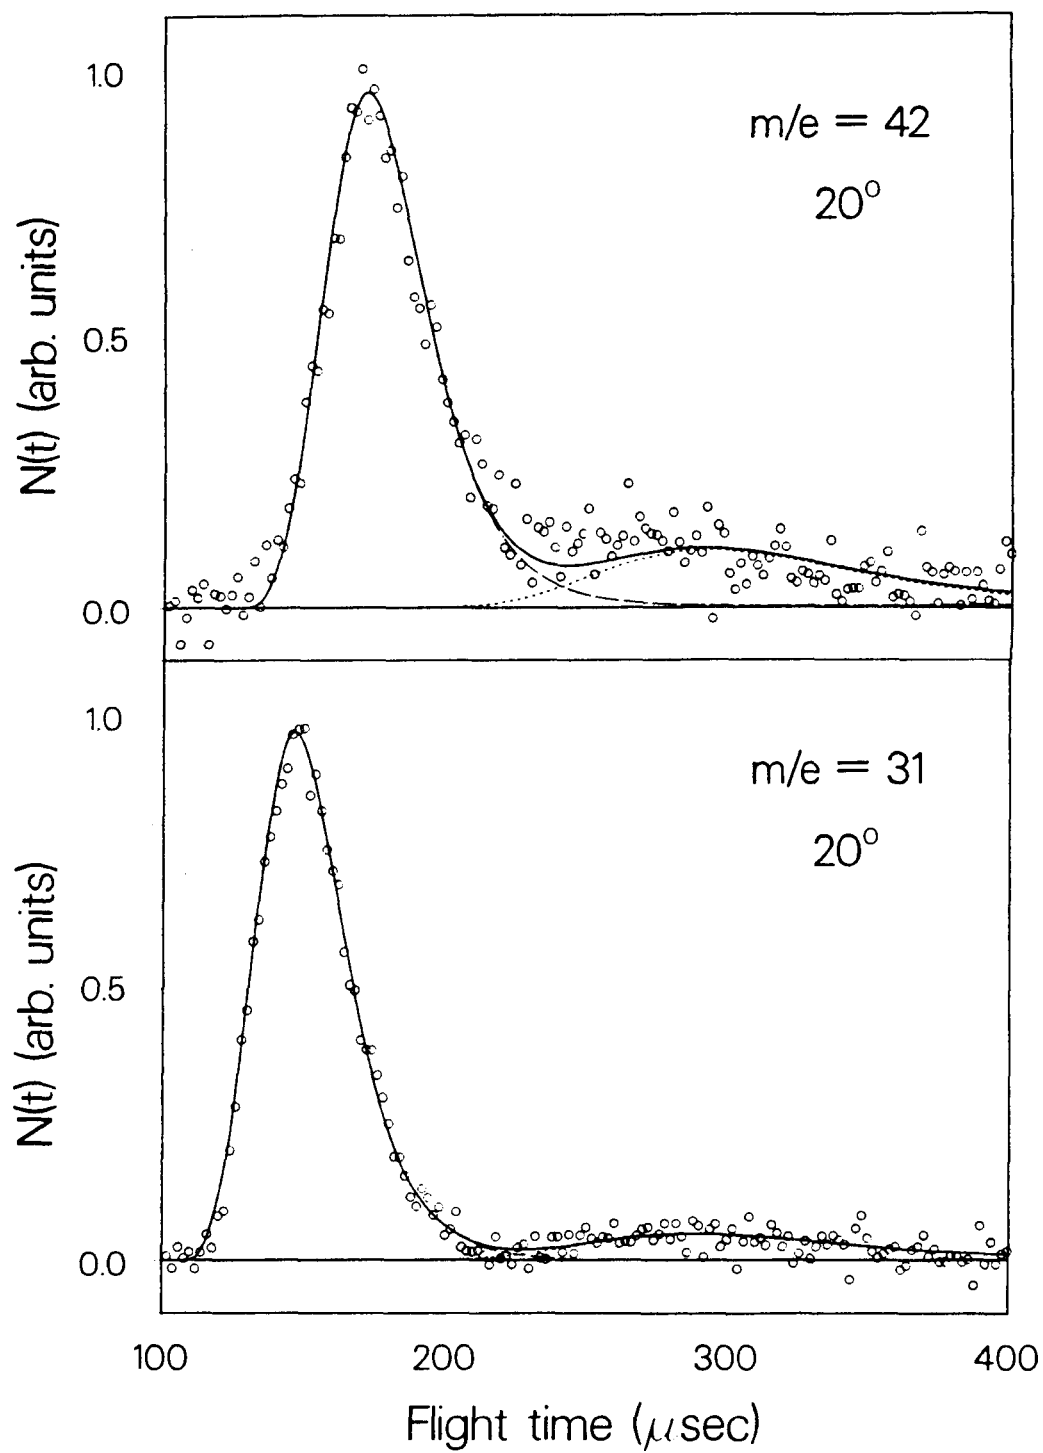 1.0
m/e = 42
20°
N(t) (arb. units)
0.5
0.0
1.0
m/e = 31
20°
N(t) (arb. units)
0.5
0.0
100 200 300 400
Flight time (μsec)